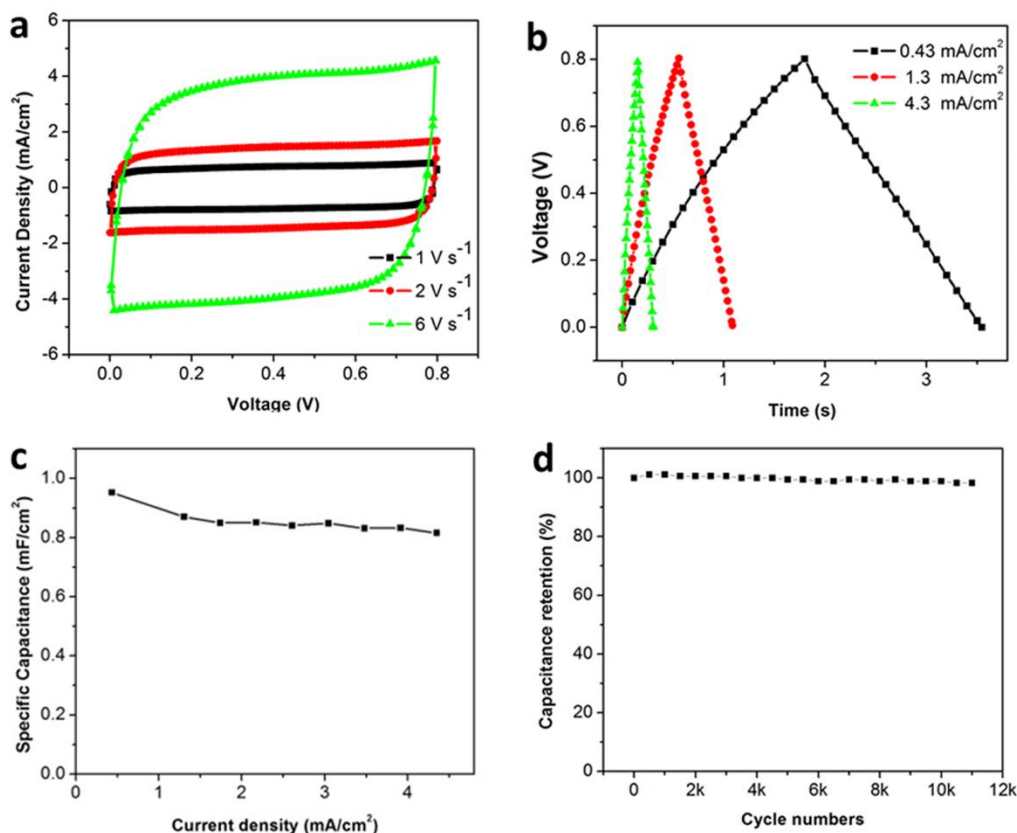 a
Current Density (mA/cm²)
6
4
2
0
-2
-4
-6
1 V s⁻¹
2 V s⁻¹
6 V s⁻¹
0.0 0.2 0.4 0.6 0.8
Voltage (V)
b
Voltage (V)
0.8
0.6
0.4
0.2
0.0
0.43 mA/cm²
1.3 mA/cm²
4.3 mA/cm²
0 1 2 3
Time (s)
c
Specific Capacitance (mF/cm²)
1.0
0.8
0.6
0.4
0.2
0.0
0 1 2 3 4
Current density (mA/cm²)
d
Capacitance retention (%)
100
80
60
40
20
0
0 2k 4k 6k 8k 10k 12k
Cycle numbers